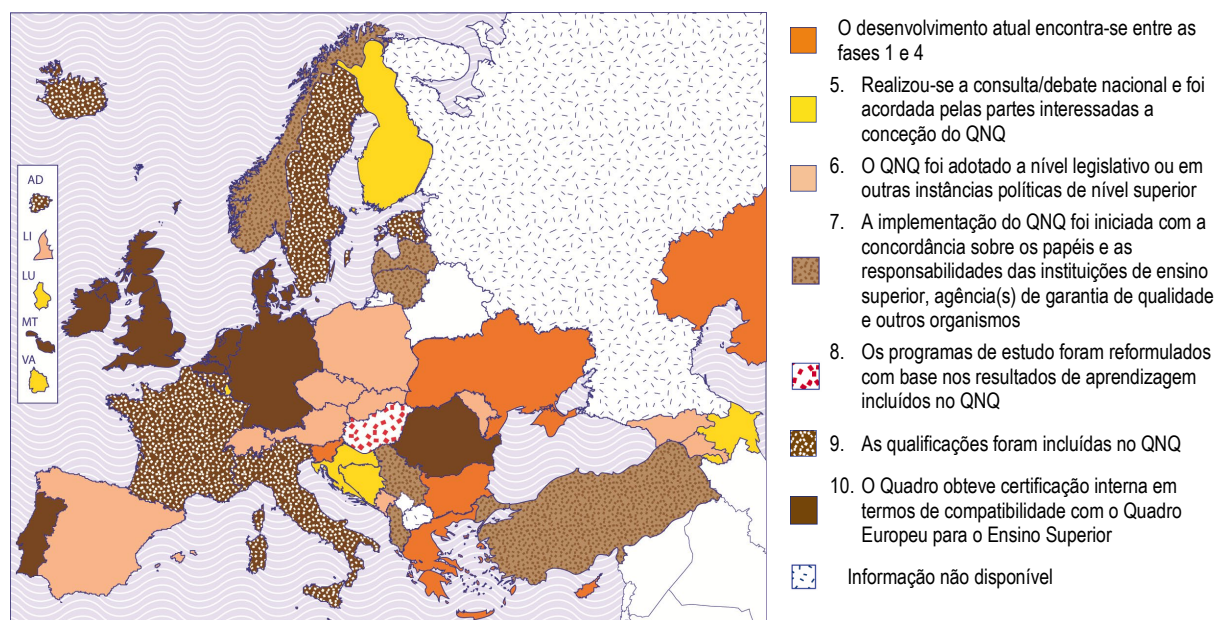 AD
LI
LU
MT
VA
O desenvolvimento atual encontra-se entre as
fases 1 e 4
5. Realizou-se a consulta/debate nacional e foi
acordada pelas partes interessadas a
conceção do QNQ
6. O QNQ foi adotado a nível legislativo ou em
outras instâncias políticas de nível superior
7. A implementação do QNQ foi iniciada com a
concordância sobre os papéis e as
responsabilidades das instituições de ensino
superior, agência(s) de garantia de qualidade
e outros organismos
8. Os programas de estudo foram reformulados
com base nos resultados de aprendizagem
incluídos no QNQ
9. As qualificações foram incluídas no QNQ
10. O Quadro obteve certificação interna em
termos de compatibilidade com o Quadro
Europeu para o Ensino Superior
Informação não disponível